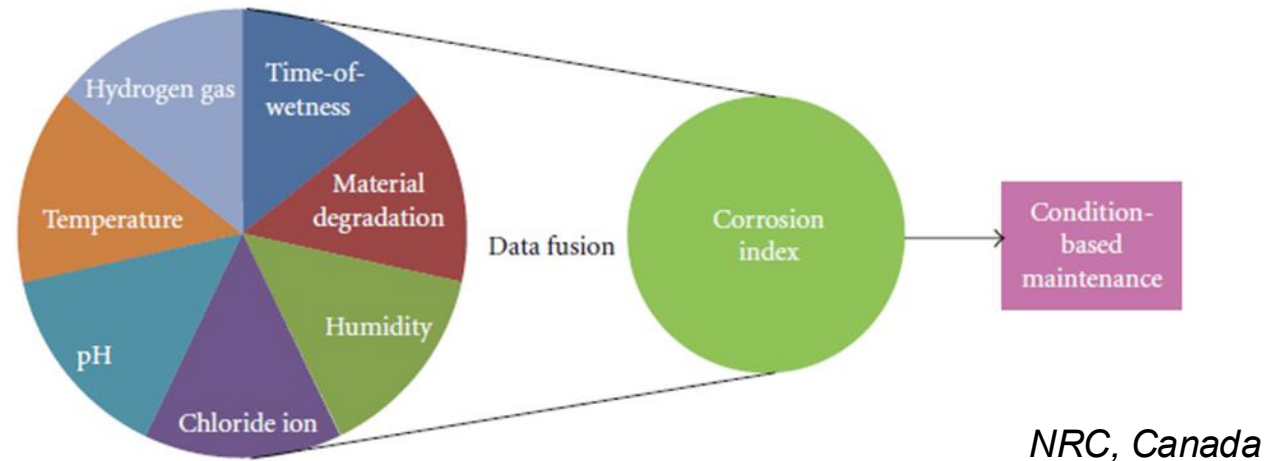 Hydrogen gas
Time-of-
wetness
Material
degradation
Temperature
Humidity
pH
Chloride ion
Data fusion
Corrosion
index
Condition-
based
maintenance
NRC, Canada